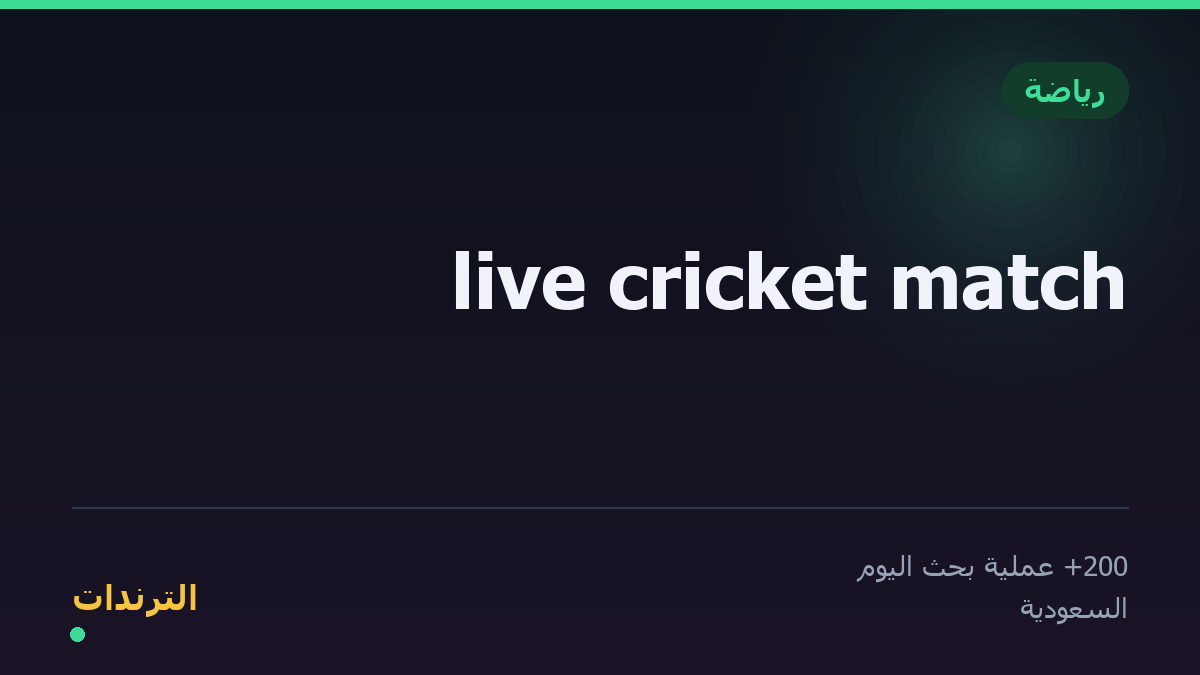 رياضة
live cricket match
200+ عملية بحث اليوم
السعودية
الترندات